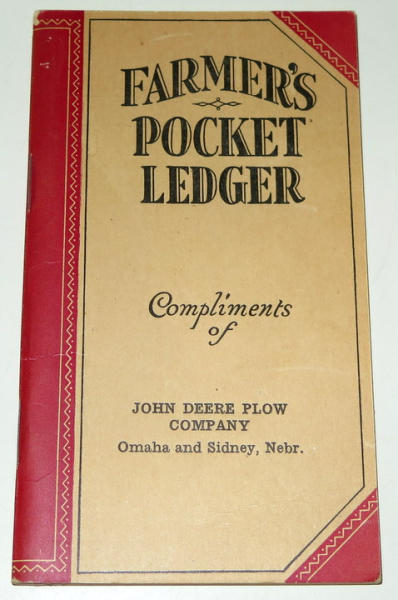 FARMER'S
POCKET
LEDGER
Compliments
of
JOHN DEERE PLOW
COMPANY
Omaha and Sidney, Nebr.